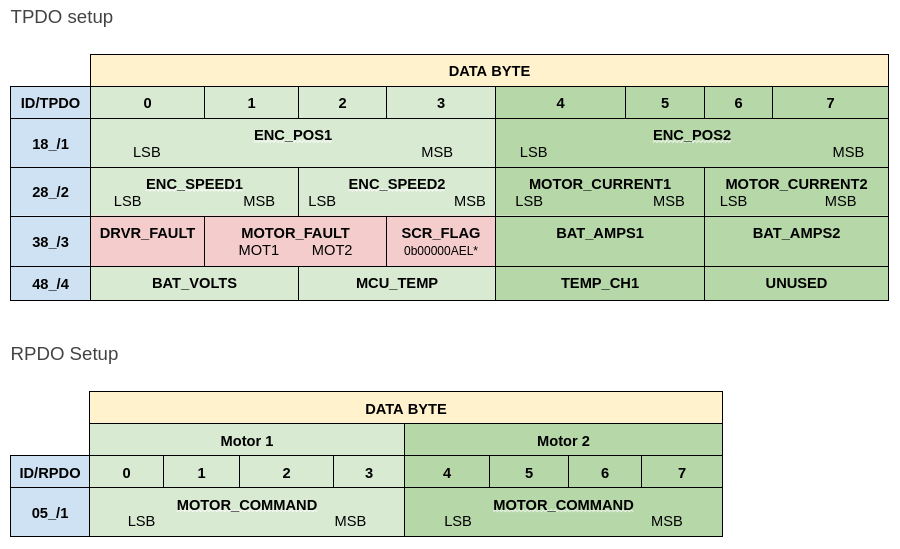 TPDO setup
DATA BYTE
ID/TPDO 0 1 2 3 4 5 6 7
18_/1 ENC_POS1 ENC_POS2
LSB MSB LSB MSB
28_/2 ENC_SPEED1 ENC_SPEED2 MOTOR_CURRENT1 MOTOR_CURRENT2
LSB MSB LSB MSB LSB MSB LSB MSB
38_/3 DRVR_FAULT MOTOR_FAULT SCR_FLAG BAT_AMPS1 BAT_AMPS2
MOT1 MOT2 0b00000AEL*
48_/4 BAT_VOLTS MCU_TEMP TEMP_CH1 UNUSED
RPDO Setup
DATA BYTE
Motor 1 Motor 2
ID/RPDO 0 1 2 3 4 5 6 7
05_/1 MOTOR_COMMAND MOTOR_COMMAND
LSB MSB LSB MSB